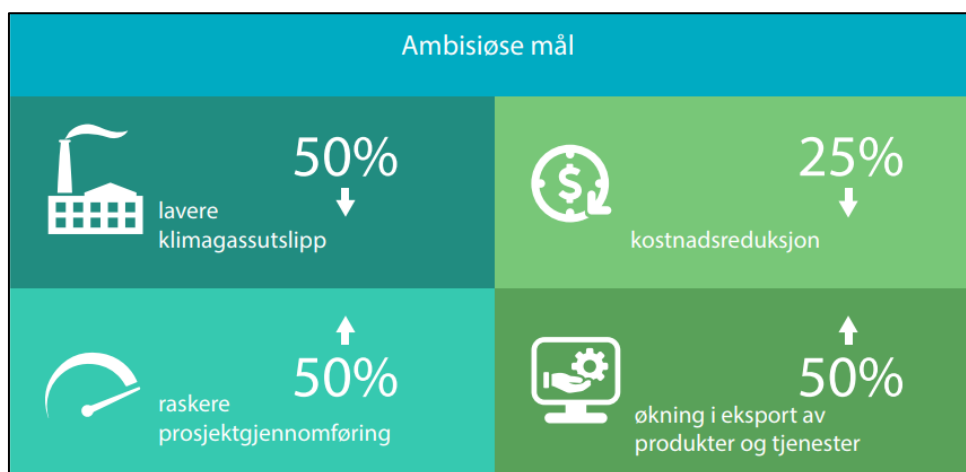 Ambisiøse mål
50%
lavere
klimagassutslipp
$
25%
kostnadsreduksjon
50%
raskere
prosjektgjennomføring
50%
økning i eksport av
produkter og tjenester